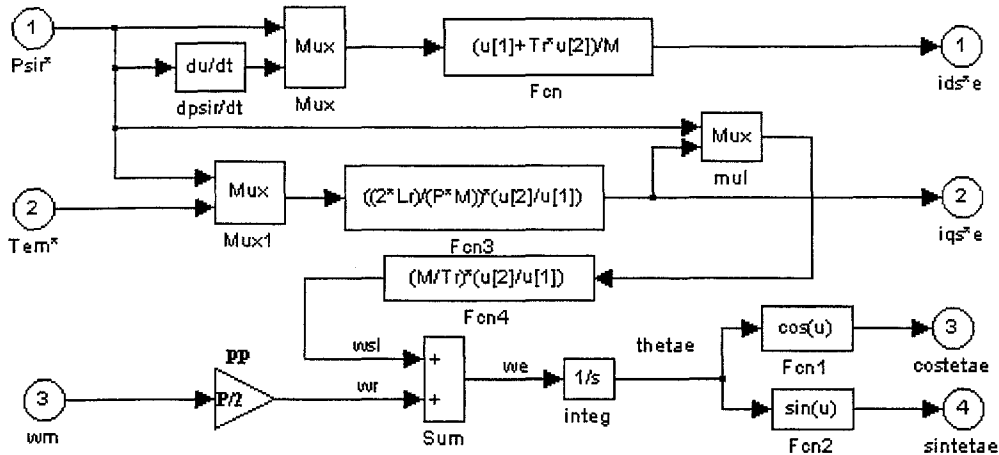 1
Psir*
du/dt
dpsir/dt
Mux
Mux
(u[1]+Tr*u[2])/M
Fcn
1
ids*e
Mux
mul
2
Tem*
Mux
Mux1
((2*Lr)/(P*M))*(u[2]/u[1])
Fcn3
2
iqs*e
(M/Tr)*(u[2]/u[1])
Fcn4
3
wm
pp
P/2
wsl
wr
+
+
Sum
we
1/s
integ
thetae
cos(u)
Fcn1
3
costetae
sin(u)
Fcn2
4
sintetae